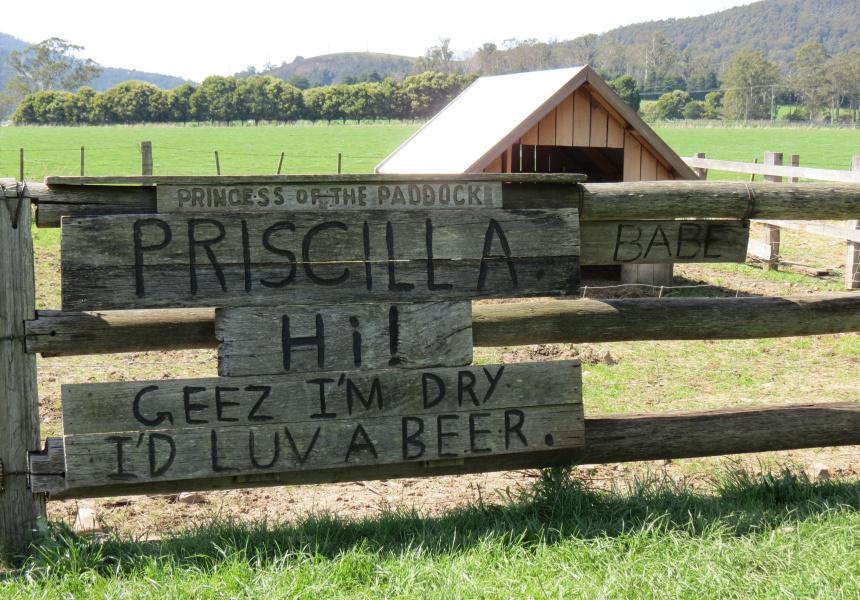 PRINCESS OF THE PADDOCK
PRISCILLA.
BABE
Hi!
GEEZ I'M DRY
I'D LUV A BEER.